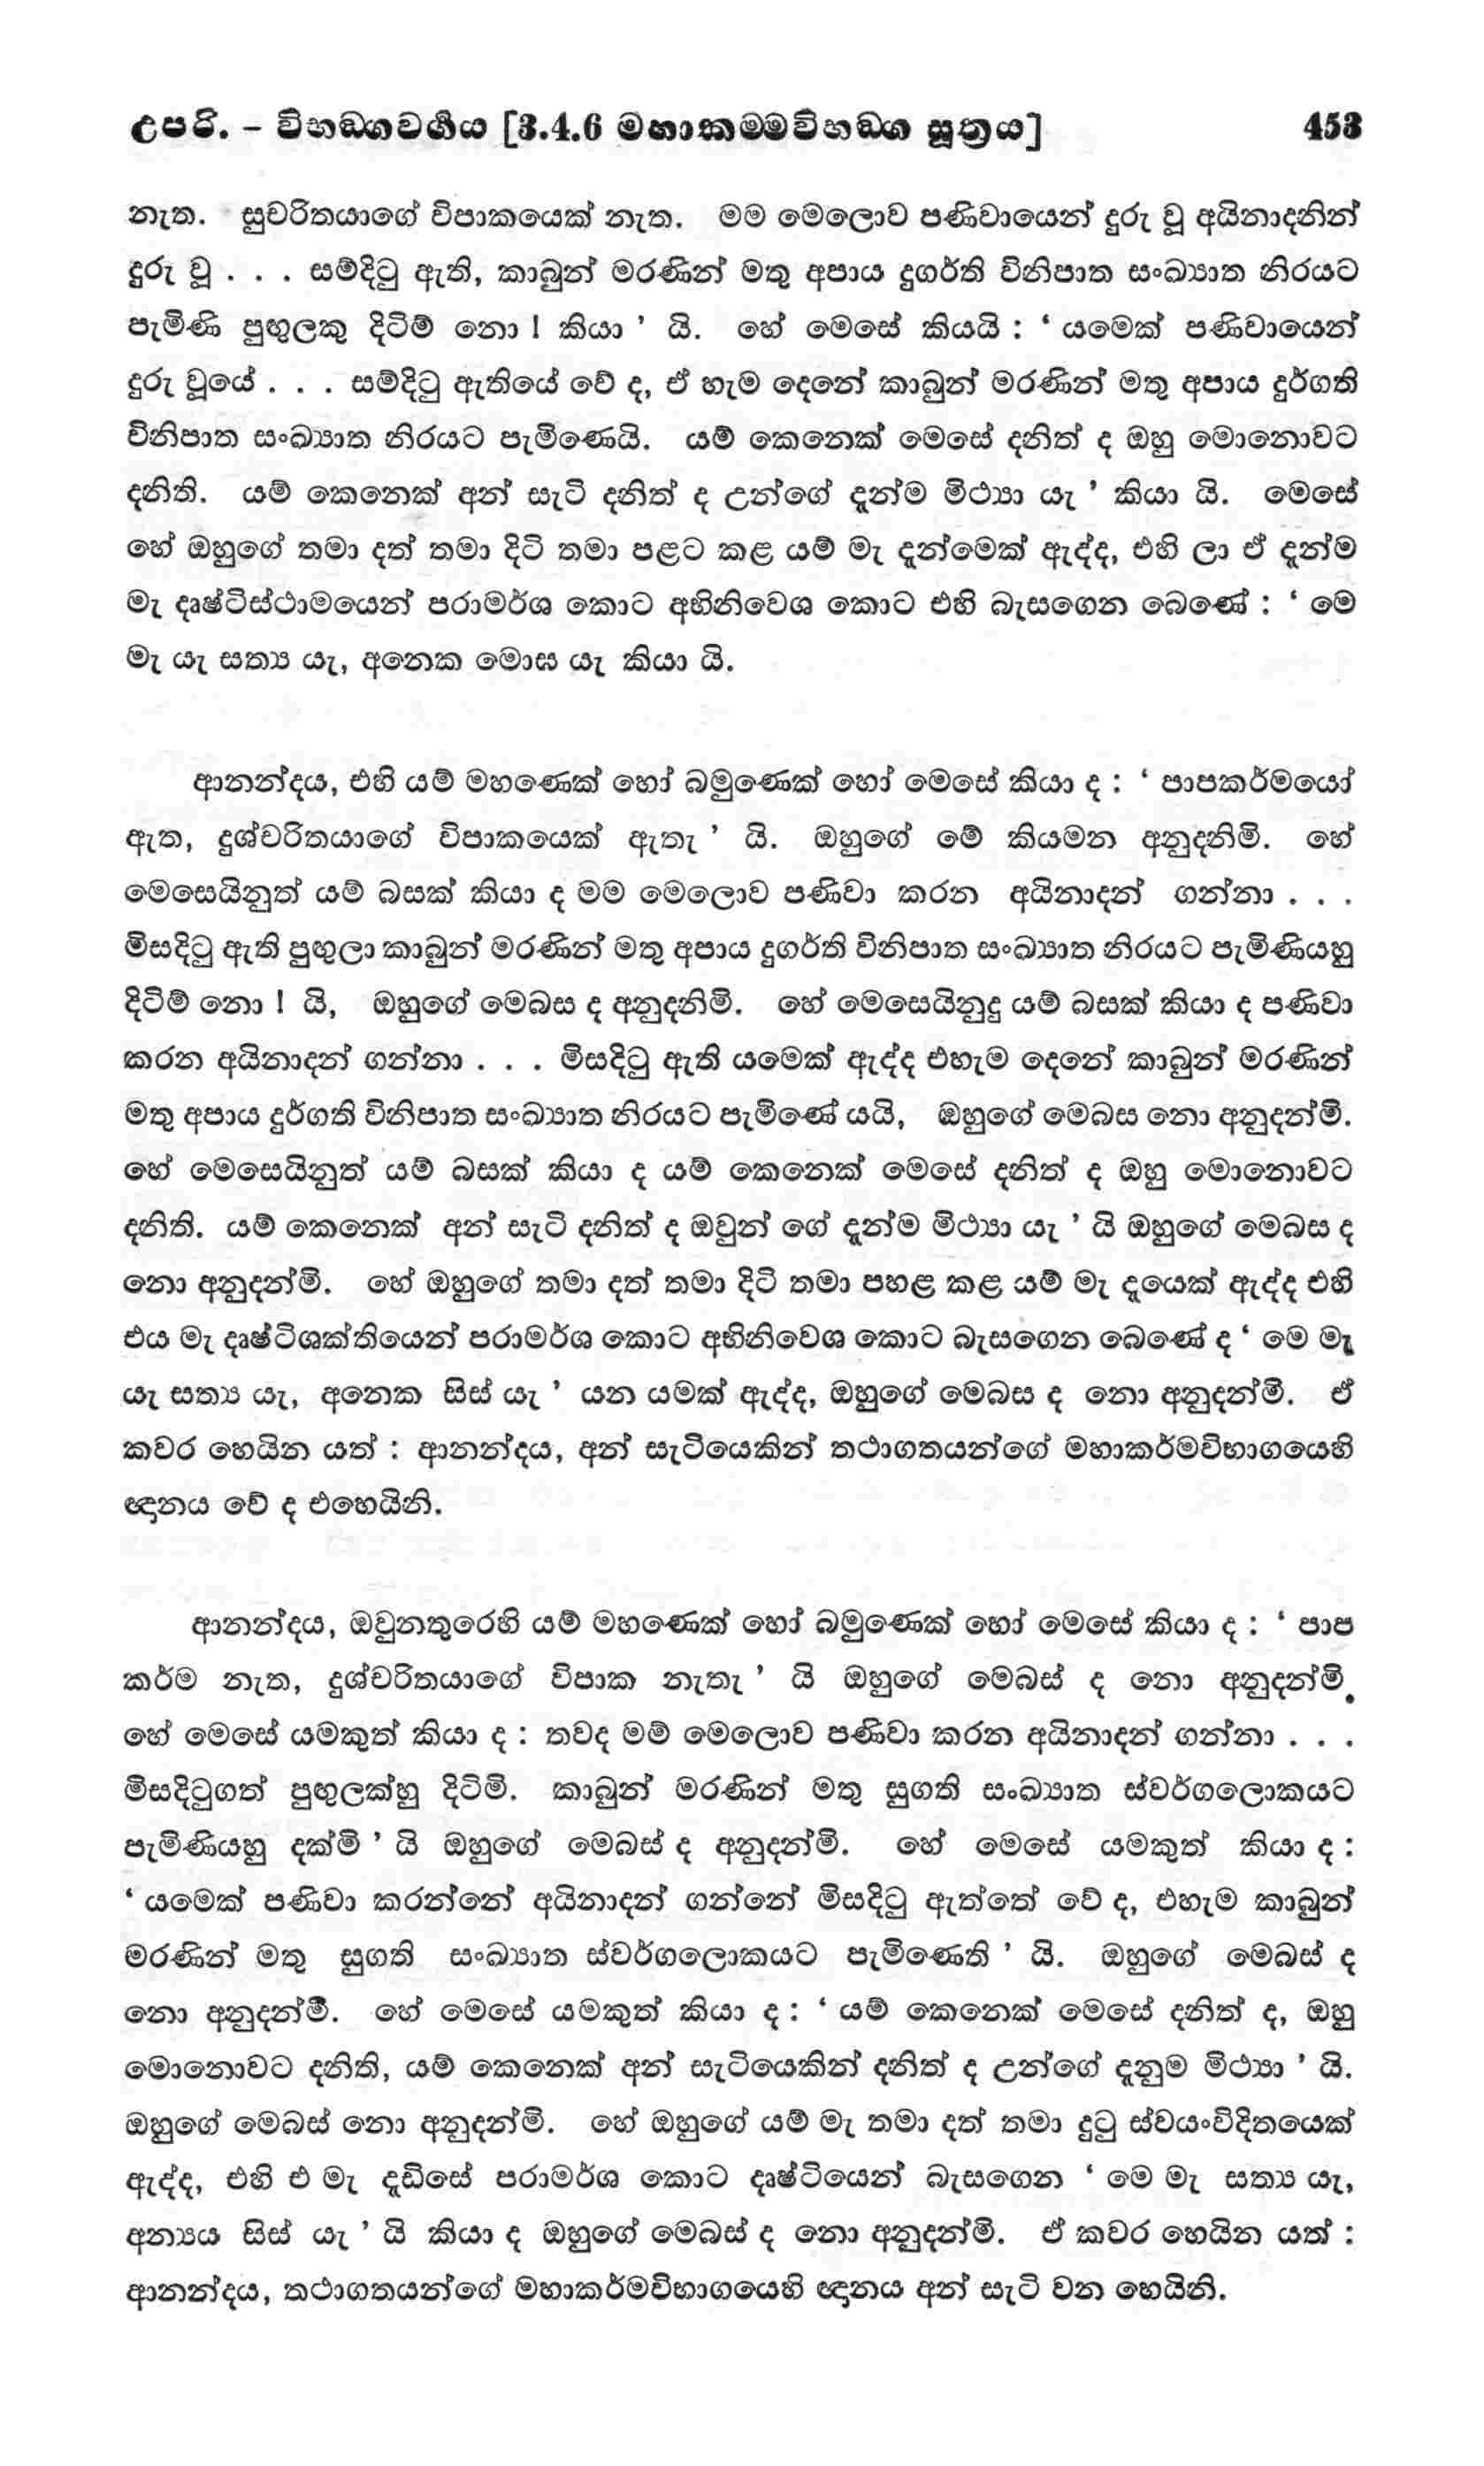 උපරි. – විභඞ්ගවර්ගය [3.4.6 මහාකම්මවිභඞ්ග සූත්‍රය] 453
නැත. සුචරිතයාගේ විපාකයෙක් නැත. මම මෙලොව පණිවායෙන් දුරු වූ අයිනාදනින්
දුරු වූ . . . සම්දිටු ඇති, කාබුන් මරණින් මතු අපාය දුගර්ති විනිපාත සංඛ්‍යාත නිරයට
පැමිණි පුඟුලකු දිටිම් නො ! කියා ’ යි. හේ මෙසේ කියයි : ‘ යමෙක් පණිවායෙන්
දුරු වූයේ . . . සම්දිටු ඇතියේ වේ ද, ඒ හැම දෙනේ කාබුන් මරණින් මතු අපාය දුර්ගති
විනිපාත සංඛ්‍යාත නිරයට පැමිණෙයි. යම් කෙනෙක් මෙසේ දනිත් ද ඔහු මොනොවට
දනිති. යම් කෙනෙක් අන් සැටි දනිත් ද උන්ගේ දැන්ම මිථ්‍යා යැ ’ කියා යි. මෙසේ
හේ ඔහුගේ තමා දත් තමා දිටි තමා පළට කළ යම් මැ දැන්මෙක් ඇද්ද, එහි ලා ඒ දැන්ම
මැ දෘෂ්ටිස්ථාමයෙන් පරාමර්ශ කොට අභිනිවෙශ කොට එහි බැසගෙන බෙණේ : ‘ මෙ
මැ යැ සත්‍ය යැ, අනෙක මොඝ යැ කියා යි.
ආනන්දය, එහි යම් මහණෙක් හෝ බමුණෙක් හෝ මෙසේ කියා ද : ‘ පාපකර්මයෝ
ඇත, දුශ්චරිතයාගේ විපාකයෙක් ඇතැ ’ යි. ඔහුගේ මේ කියමන අනුදනිමි. හේ
මෙසෙයිනුත් යම් බසක් කියා ද මම මෙලොව පණිවා කරන අයිනාදන් ගන්නා . . .
මිසදිටු ඇති පුඟුලා කාබුන් මරණින් මතු අපාය දුගර්ති විනිපාත සංඛ්‍යාත නිරයට පැමිණියහු
දිටිම් නො ! යි, ඔහුගේ මෙබස ද අනුදනිමි. හේ මෙසෙයිනුදු යම් බසක් කියා ද පණිවා
කරන අයිනාදන් ගන්නා . . . මිසදිටු ඇති යමෙක් ඇද්ද එහැම දෙනේ කාබුන් මරණින්
මතු අපාය දුර්ගති විනිපාත සංඛ්‍යාත නිරයට පැමිණේ යයි, ඔහුගේ මෙබස නො අනුදන්මි.
හේ මෙසෙයිනුත් යම් බසක් කියා ද යම් කෙනෙක් මෙසේ දනිත් ද ඔහු මොනොවට
දනිති. යම් කෙනෙක් අන් සැටි දනිත් ද ඔවුන් ගේ දැන්ම මිථ්‍යා යැ ’ යි ඔහුගේ මෙබස ද
නො අනුදන්මි. හේ ඔහුගේ තමා දත් තමා දිටි තමා පහළ කළ යම් මැ දැයෙක් ඇද්ද එහි
එය මැ දෘෂ්ටිශක්තියෙන් පරාමර්ශ කොට අභිනිවෙශ කොට බැසගෙන බෙණේ ද ‘ මෙ මැ
යැ සත්‍ය යැ, අනෙක සිස් යැ ’ යන යමක් ඇද්ද, ඔහුගේ මෙබස ද නො අනුදන්මි. ඒ
කවර හෙයින යත් : ආනන්දය, අන් සැටියෙකින් තථාගතයන්ගේ මහාකර්මවිභාගයෙහි
ඥානය වේ ද එහෙයිනි.
ආනන්දය, ඔවුනතුරෙහි යම් මහණෙක් හෝ බමුණෙක් හෝ මෙසේ කියා ද : ‘ පාප
කර්ම නැත, දුශ්චරිතයාගේ විපාක නැතැ ’ යි ඔහුගේ මෙබස් ද නො අනුදන්මි.
හේ මෙසේ යමකුත් කියා ද : තවද මම් මෙලොව පණිවා කරන අයිනාදන් ගන්නා . . .
මිසදිටුගත් පුඟුලක්හු දිටිමි. කාබුන් මරණින් මතු සුගති සංඛ්‍යාත ස්වර්ගලොකයට
පැමිණියහු දක්මි ’ යි ඔහුගේ මෙබස් ද අනුදන්මි. හේ මෙසේ යමකුත් කියා ද :
‘ යමෙක් පණිවා කරන්නේ අයිනාදන් ගන්නේ මිසදිටු ඇත්තේ වේ ද, එහැම කාබුන්
මරණින් මතු සුගති සංඛ්‍යාත ස්වර්ගලොකයට පැමිණෙති ’ යි. ඔහුගේ මෙබස් ද
නො අනුදන්මී. හේ මෙසේ යමකුත් කියා ද : ‘ යම් කෙනෙක් මෙසේ දනිත් ද, ඔහු
මොනොවට දනිති, යම් කෙනෙක් අන් සැටියෙකින් දනිත් ද උන්ගේ දැනුම මිථ්‍යා ’ යි.
ඔහුගේ මෙබස් නො අනුදන්මි. හේ ඔහුගේ යම් මැ තමා දත් තමා දුටු ස්වයංවිදිතයෙක්
ඇද්ද, එහි එ මැ දැඩිසේ පරාමර්ශ කොට දෘෂ්ටියෙන් බැසගෙන ‘ මෙ මැ සත්‍ය යැ,
අන්‍යය සිස් යැ ’ යි කියා ද ඔහුගේ මෙබස් ද නො අනුදන්මි. ඒ කවර හෙයින යත් :
ආනන්දය, තථාගතයන්ගේ මහාකර්මවිභාගයෙහි ඥානය අන් සැටි වන හෙයිනි.